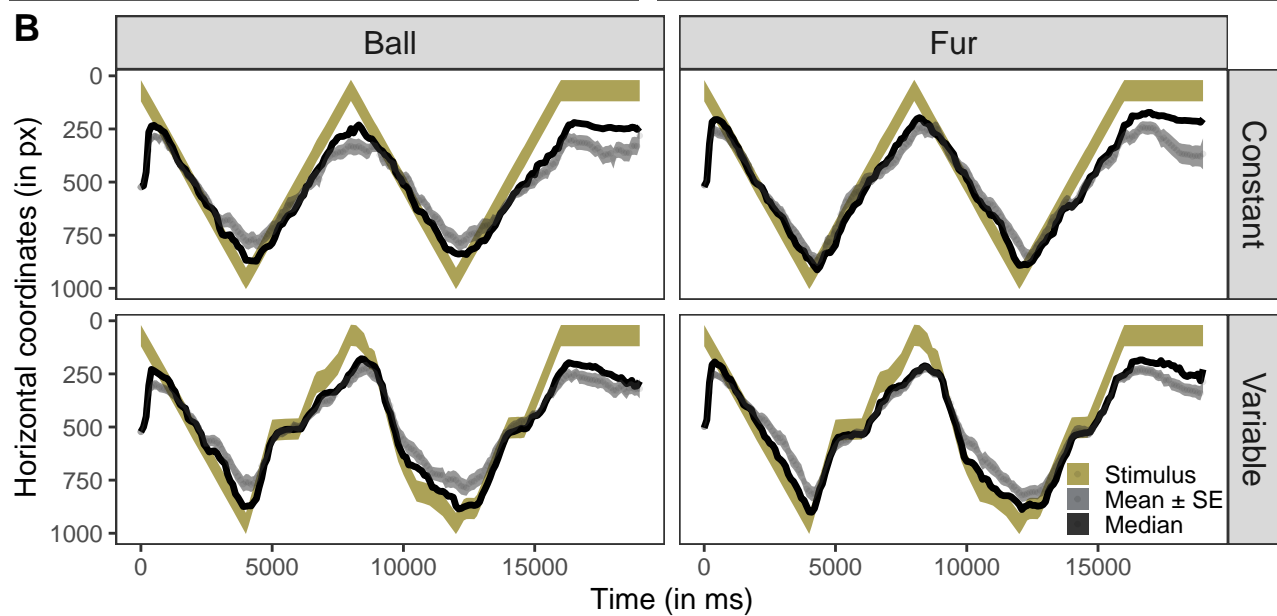 B
Ball
Fur
Horizontal coordinates (in px)
0
250
500
750
1000
Constant
0
250
500
750
1000
Variable
Stimulus
Mean ± SE
Median
0 5000 10000 15000
0 5000 10000 15000
Time (in ms)